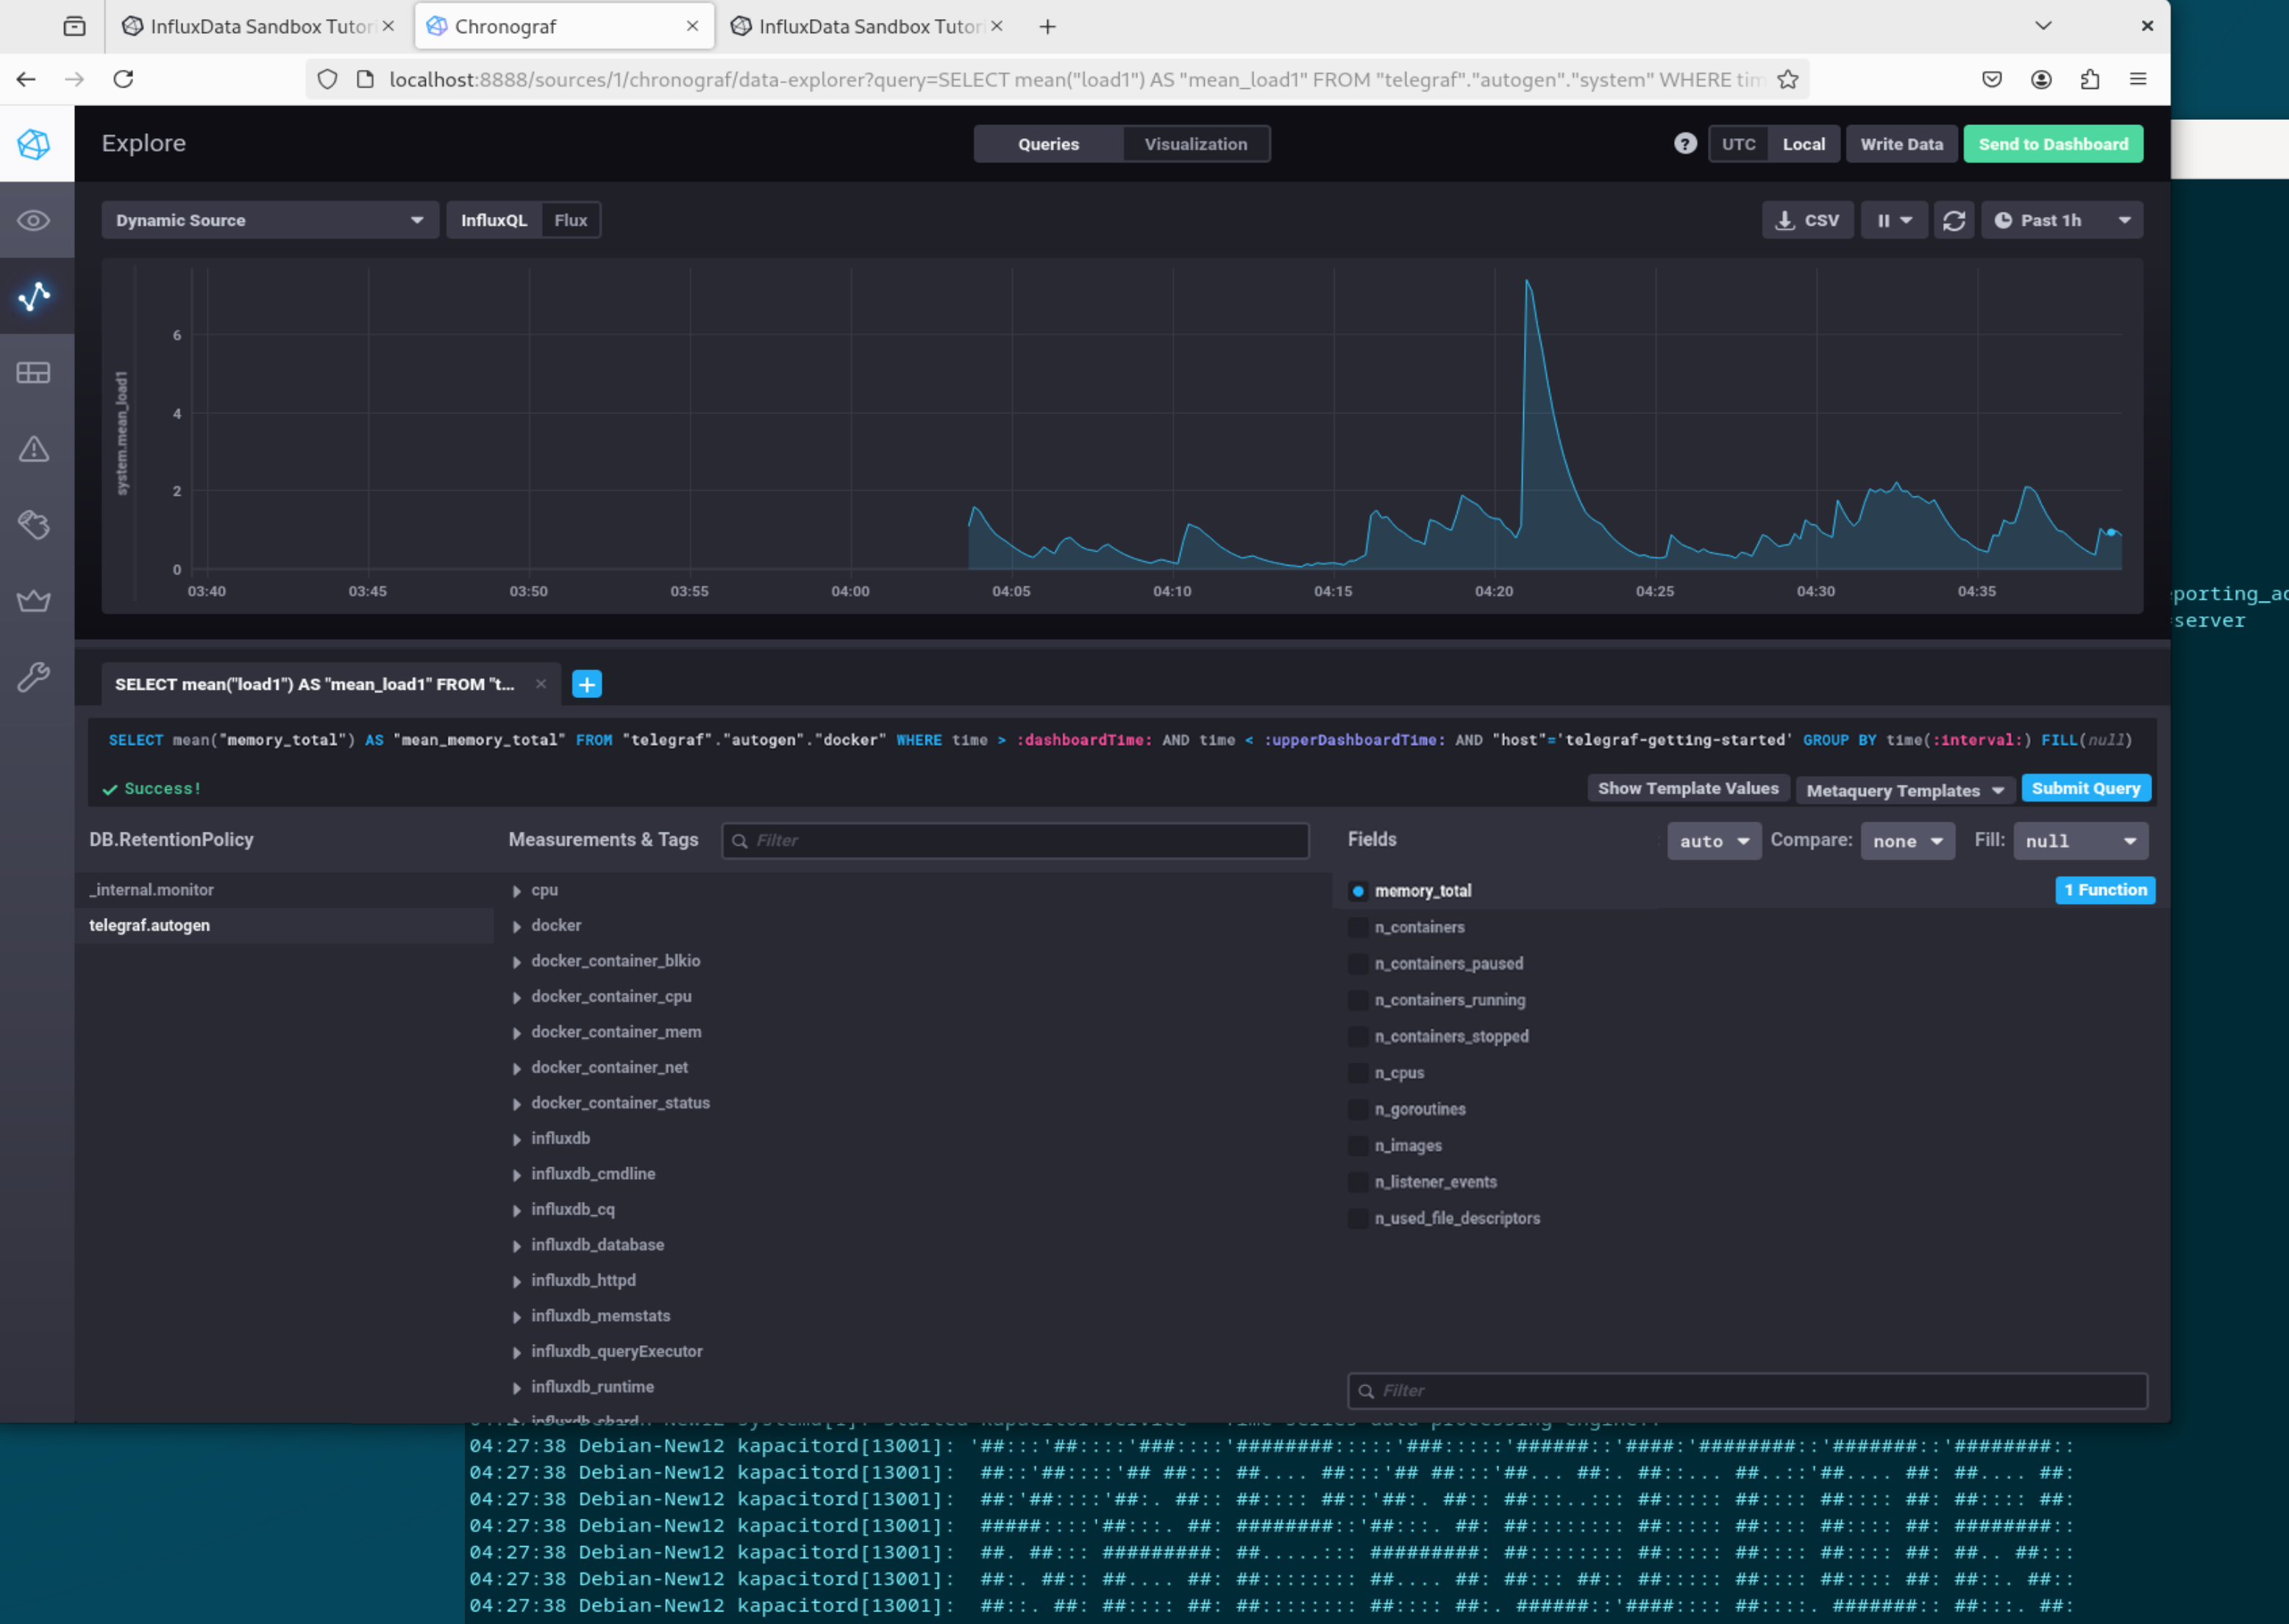 InfluxData Sandbox Tutor
Chronograf
InfluxData Sandbox Tutor
localhost:8888/sources/1/chronograf/data-explorer?query=SELECT mean("load1") AS "mean_load1" FROM "telegraf"."autogen"."system" WHERE tim
Explore
Queries
Visualization
?
UTC
Local
Write Data
Send to Dashboard
Dynamic Source
InfluxQL
Flux
CSV
Past 1h
system.mean_load1
6
4
2
0
03:40
03:45
03:50
03:55
04:00
04:05
04:10
04:15
04:20
04:25
04:30
04:35
porting_ac
server
SELECT mean("load1") AS "mean_load1" FROM "t...
SELECT mean("memory_total") AS "mean_memory_total" FROM "telegraf"."autogen"."docker" WHERE time > :dashboardTime: AND time < :upperDashboardTime: AND "host"='telegraf-getting-started' GROUP BY time(:interval:) FILL(null)
Success!
Show Template Values
Metaquery Templates
Submit Query
DB.RetentionPolicy
Measurements & Tags
Filter
Fields
auto
Compare:
none
Fill:
null
_internal.monitor
telegraf.autogen
cpu
docker
docker_container_blkio
docker_container_cpu
docker_container_mem
docker_container_net
docker_container_status
influxdb
influxdb_cmdline
influxdb_cq
influxdb_database
influxdb_httpd
influxdb_memstats
influxdb_queryExecutor
influxdb_runtime
influxdb_shard
memory_total
1 Function
n_containers
n_containers_paused
n_containers_running
n_containers_stopped
n_cpus
n_goroutines
n_images
n_listener_events
n_used_file_descriptors
Filter
04:27:38 Debian-New12 kapacitord[13001]: '##:::'##::::'###::::'########:::::'###:::::'######::'####:'########::'#######::'########::
04:27:38 Debian-New12 kapacitord[13001]:  ##::'##::::'## ##::: ##.... ##:::'## ##:::'##... ##:. ##::... ##..::'##.... ##: ##.... ##:
04:27:38 Debian-New12 kapacitord[13001]:  ##:'##::::'##:. ##:: ##:::: ##::'##:. ##:: ##:::..::: ##::::: ##:::: ##:::: ##: ##:::: ##:
04:27:38 Debian-New12 kapacitord[13001]:  #####::::'##:::. ##: ########::'##:::. ##: ##:::::::: ##::::: ##:::: ##:::: ##: ########::
04:27:38 Debian-New12 kapacitord[13001]:  ##. ##::: #########: ##.....::: #########: ##:::::::: ##::::: ##:::: ##:::: ##: ##.. ##:::
04:27:38 Debian-New12 kapacitord[13001]:  ##:. ##:: ##.... ##: ##:::::::: ##.... ##: ##::: ##:: ##::::: ##:::: ##:::: ##: ##::. ##::
04:27:38 Debian-New12 kapacitord[13001]:  ##::. ##: ##:::: ##: ##:::::::: ##:::: ##:. ######::'####:::: ##:::::. #######:: ##:::. ##: